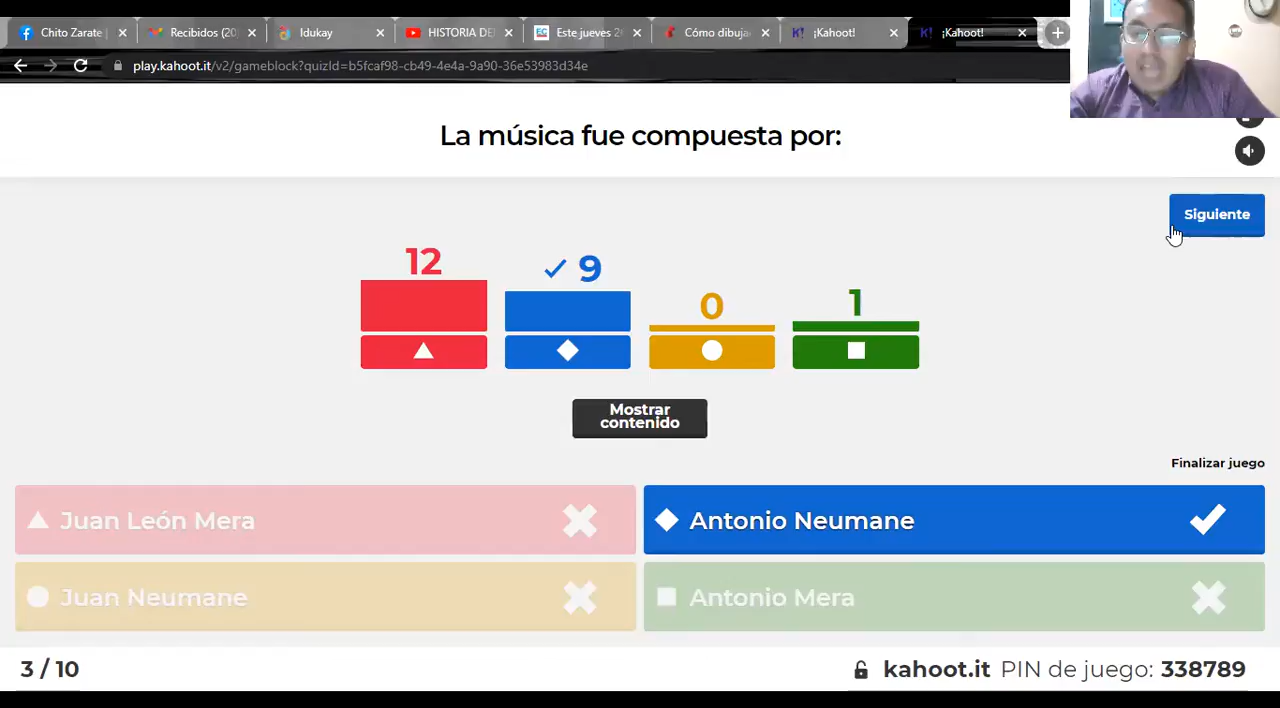 Chito Zarate
Recibidos (20
Idukay
HISTORIA DE
Este jueves 2
Cómo dibuja
¡Kahoot!
¡Kahoot!
play.kahoot.it/v2/gameblock?quizId=b5fcaf98-cb49-4e4a-9a90-36e53983d34e
La música fue compuesta por:
Siguiente
12
9
0
1
Mostrar
contenido
Finalizar juego
Juan León Mera
Antonio Neumane
Juan Neumane
Antonio Mera
3 / 10
kahoot.it PIN de juego: 338789